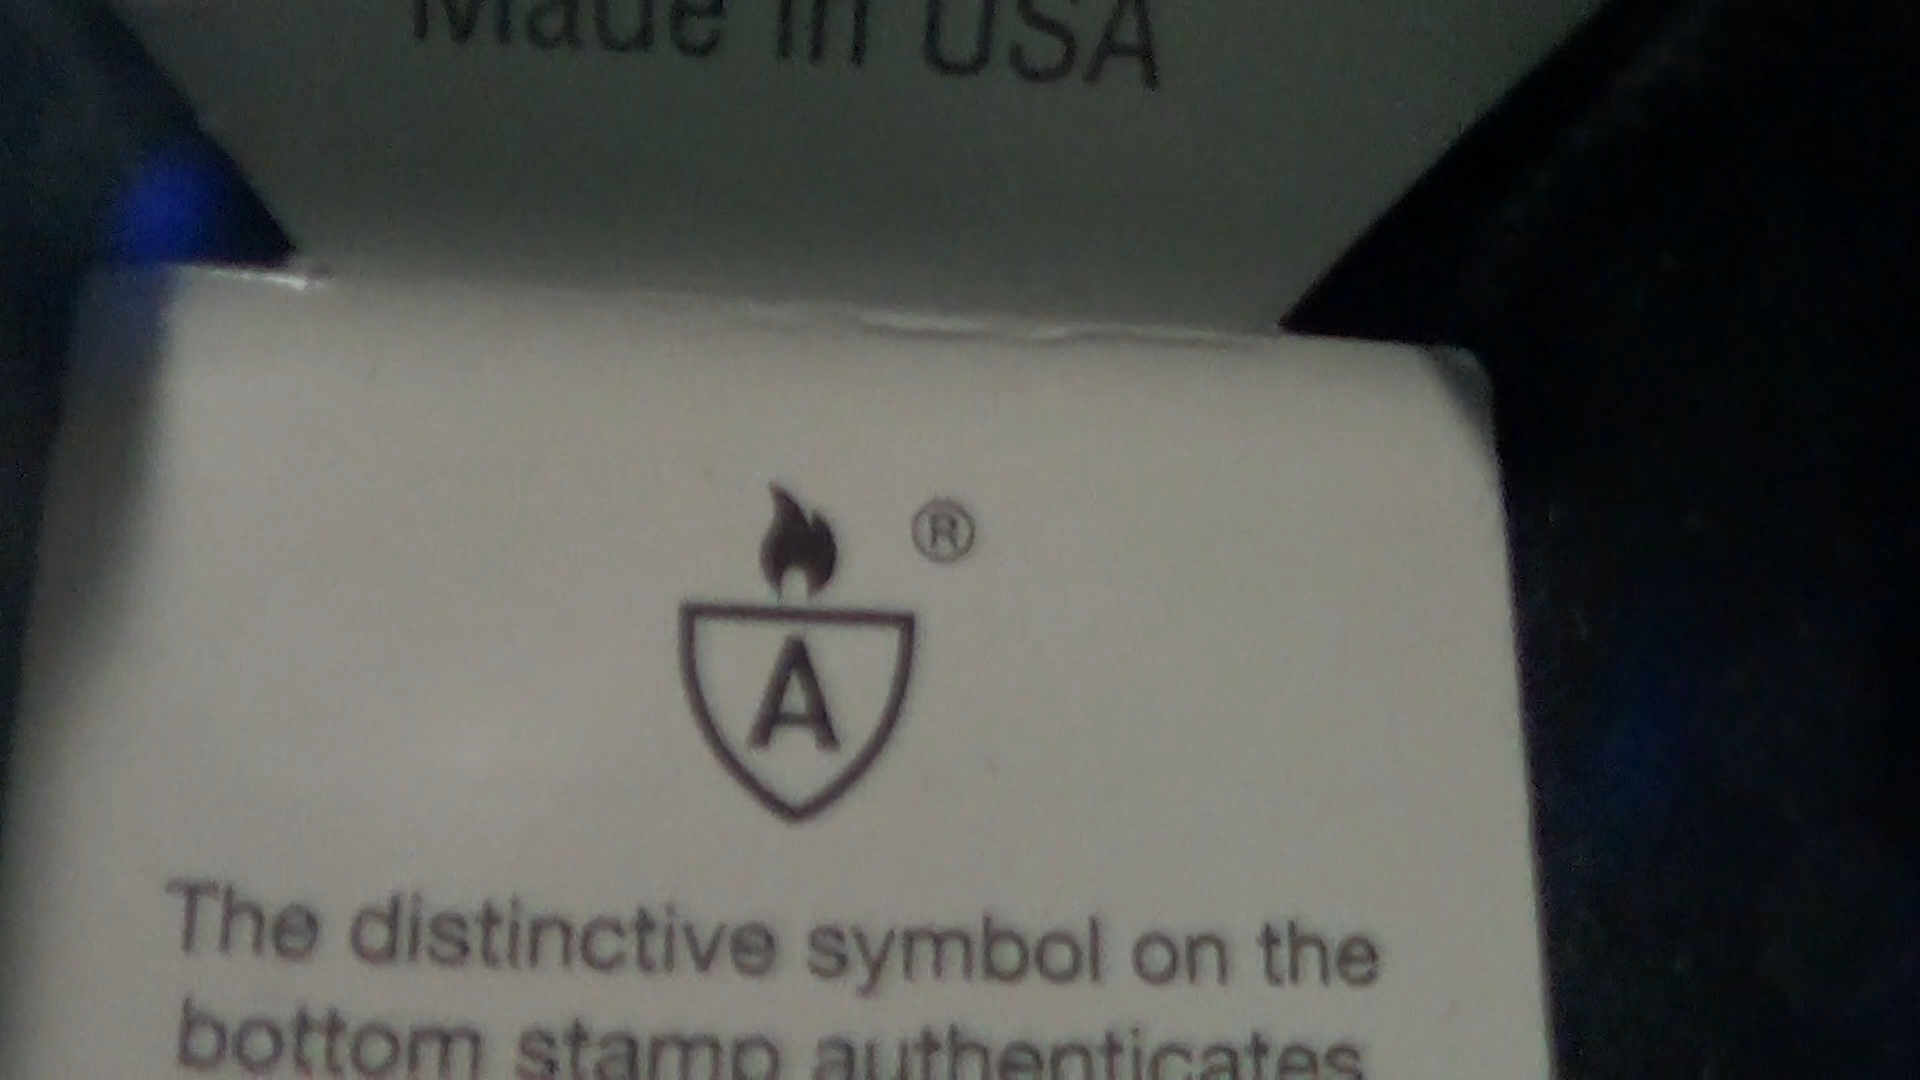 Made in USA
®
A
The distinctive symbol on the
bottom stamp authenticates